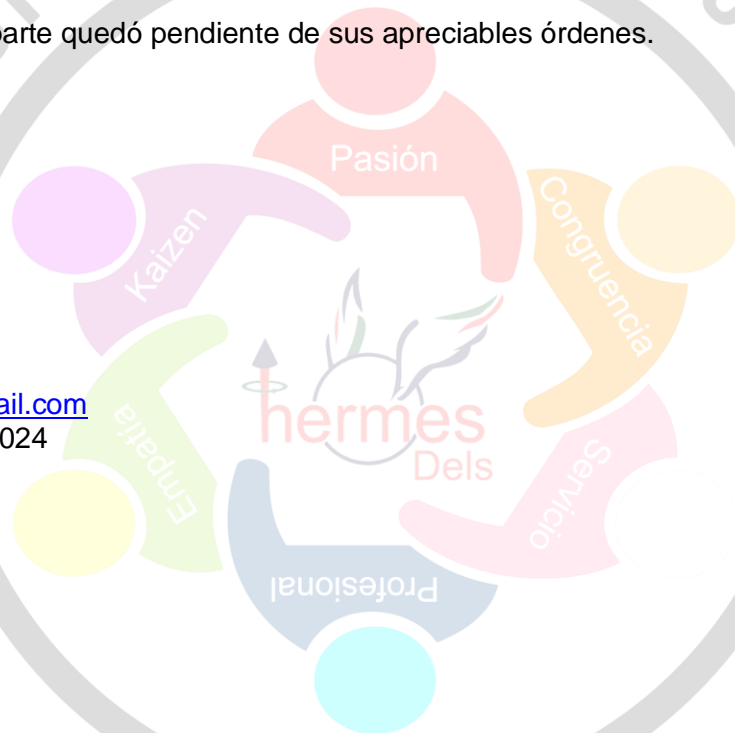 parte quedó pendiente de sus apreciables órdenes.
Pasión
Kaizen
Congruencia
ail.com
024
hermes
Dels
Empatía
Servicio
Profesional